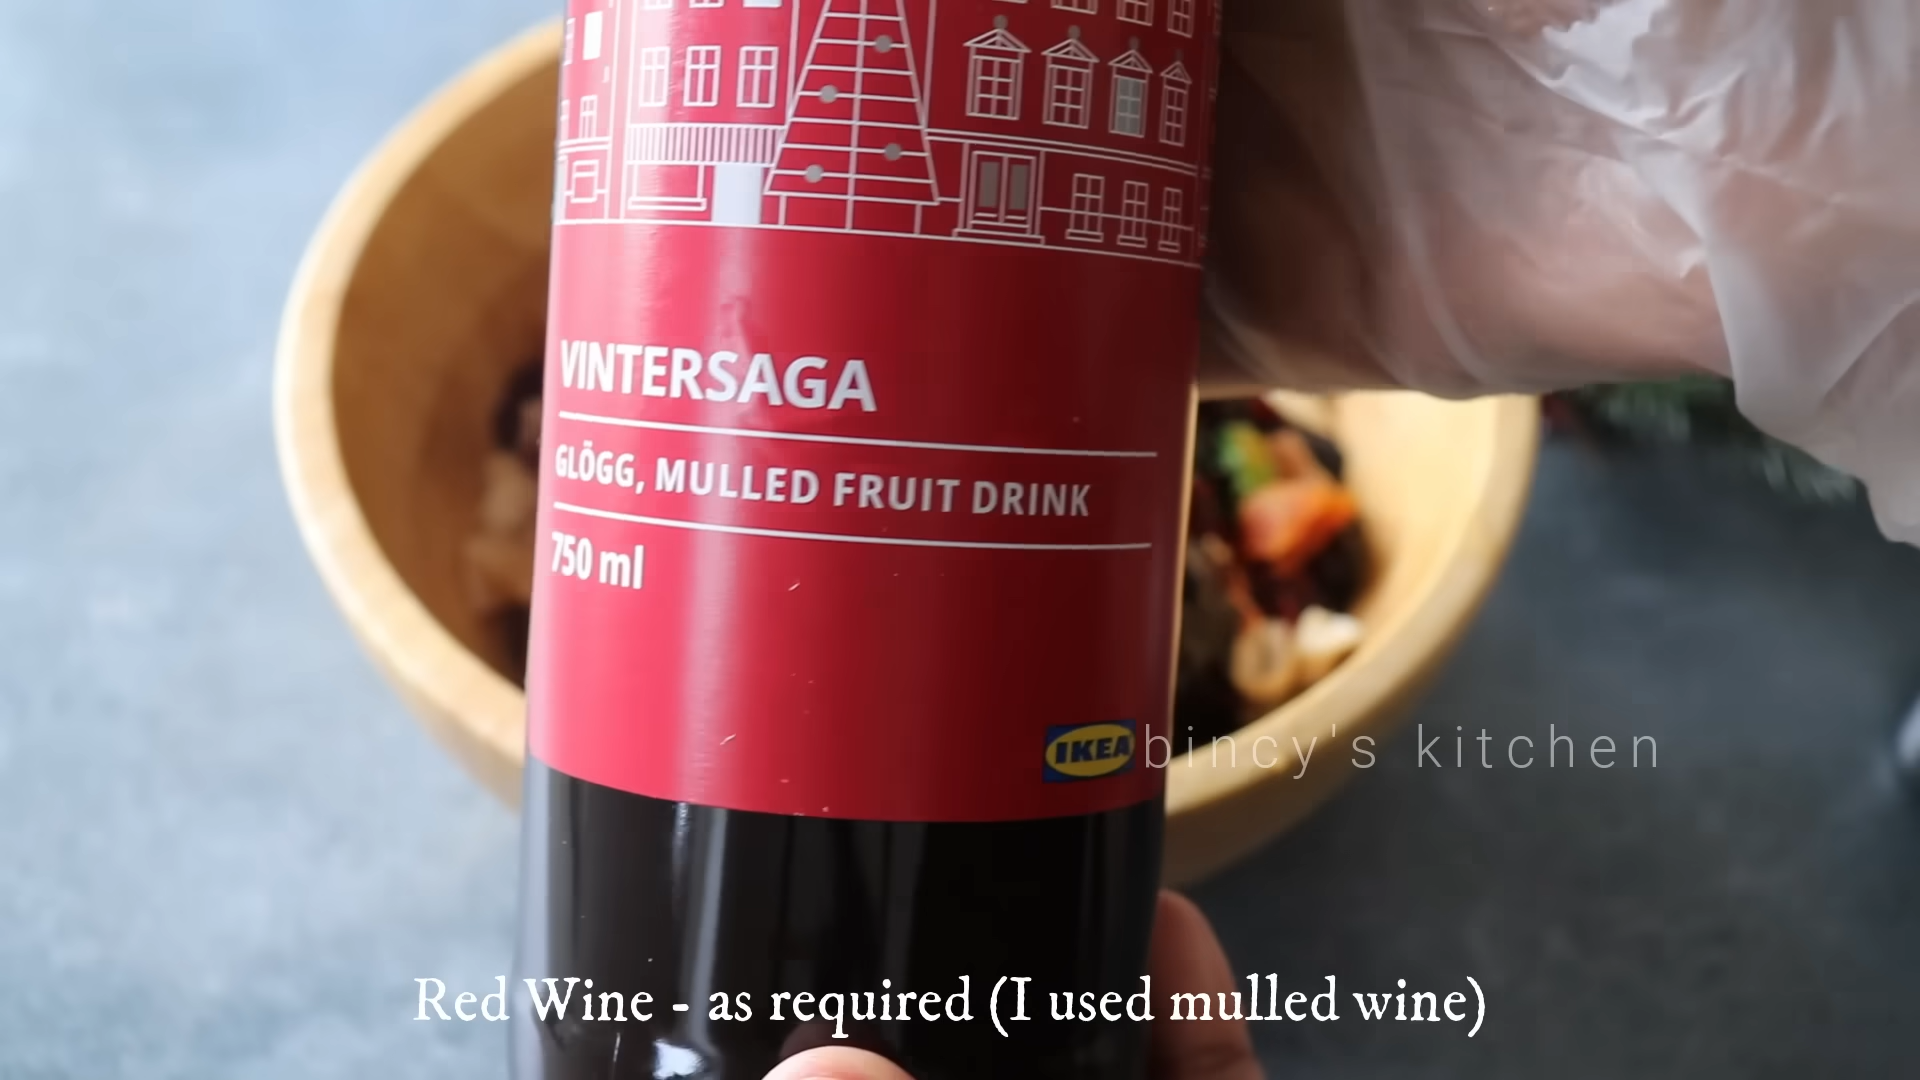 VINTERSAGA
GLÖGG, MULLED FRUIT DRINK
750 ml
IKEA
bincy's kitchen
Red Wine - as required (I used mulled wine)